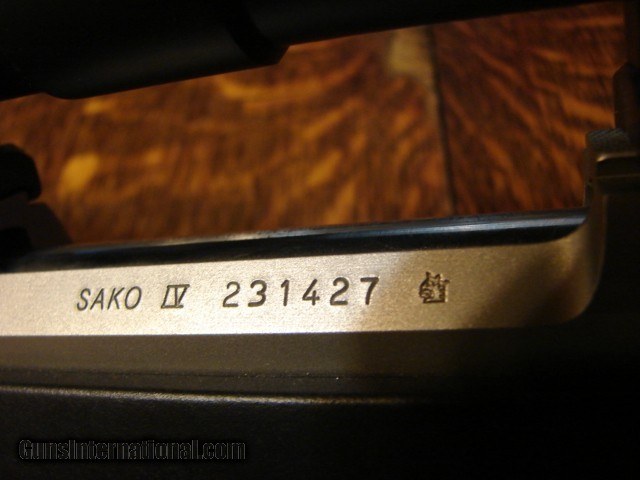 SAKO IV 231427
GunsInternational.com